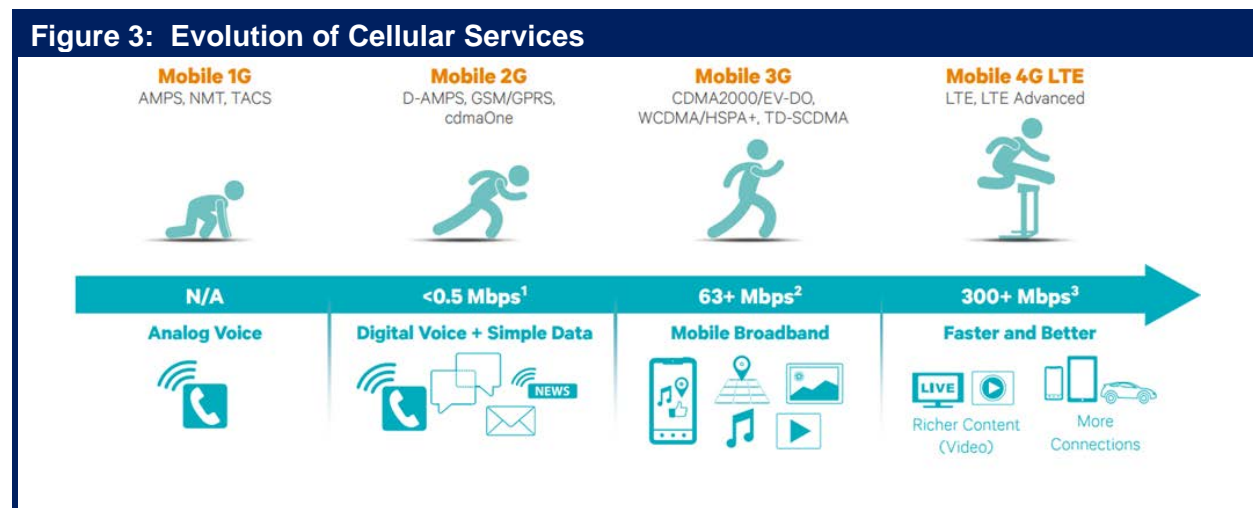 Figure 3: Evolution of Cellular Services
Mobile 1G
AMPS, NMT, TACS
Mobile 2G
D-AMPS, GSM/GPRS,
cdmaOne
Mobile 3G
CDMA2000/EV-DO,
WCDMA/HSPA+, TD-SCDMA
Mobile 4G LTE
LTE, LTE Advanced
N/A
<0.5 Mbps¹
63+ Mbps²
300+ Mbps³
Analog Voice
Digital Voice + Simple Data
NEWS
Mobile Broadband
Faster and Better
LIVE
Richer Content
(Video)
More
Connections